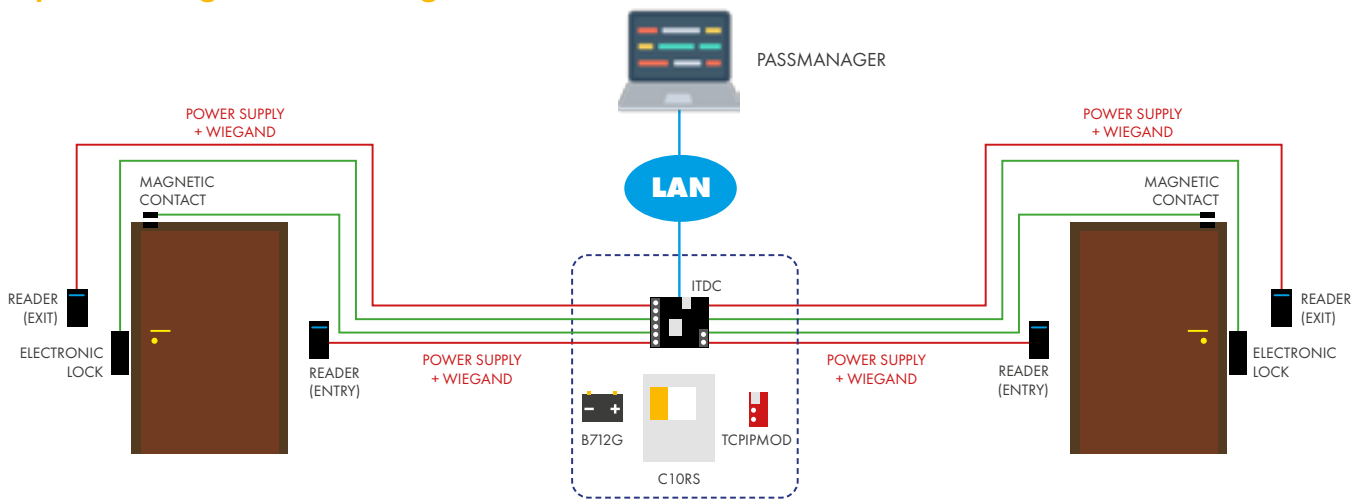 PASSMANAGER
POWER SUPPLY
+ WIEGAND
POWER SUPPLY
+ WIEGAND
MAGNETIC
CONTACT
LAN
MAGNETIC
CONTACT
ITDC
READER
(EXIT)
READER
(EXIT)
ELECTRONIC
LOCK
READER
(ENTRY)
POWER SUPPLY
+ WIEGAND
POWER SUPPLY
+ WIEGAND
READER
(ENTRY)
ELECTRONIC
LOCK
B712G
TCPIPMOD
C10RS